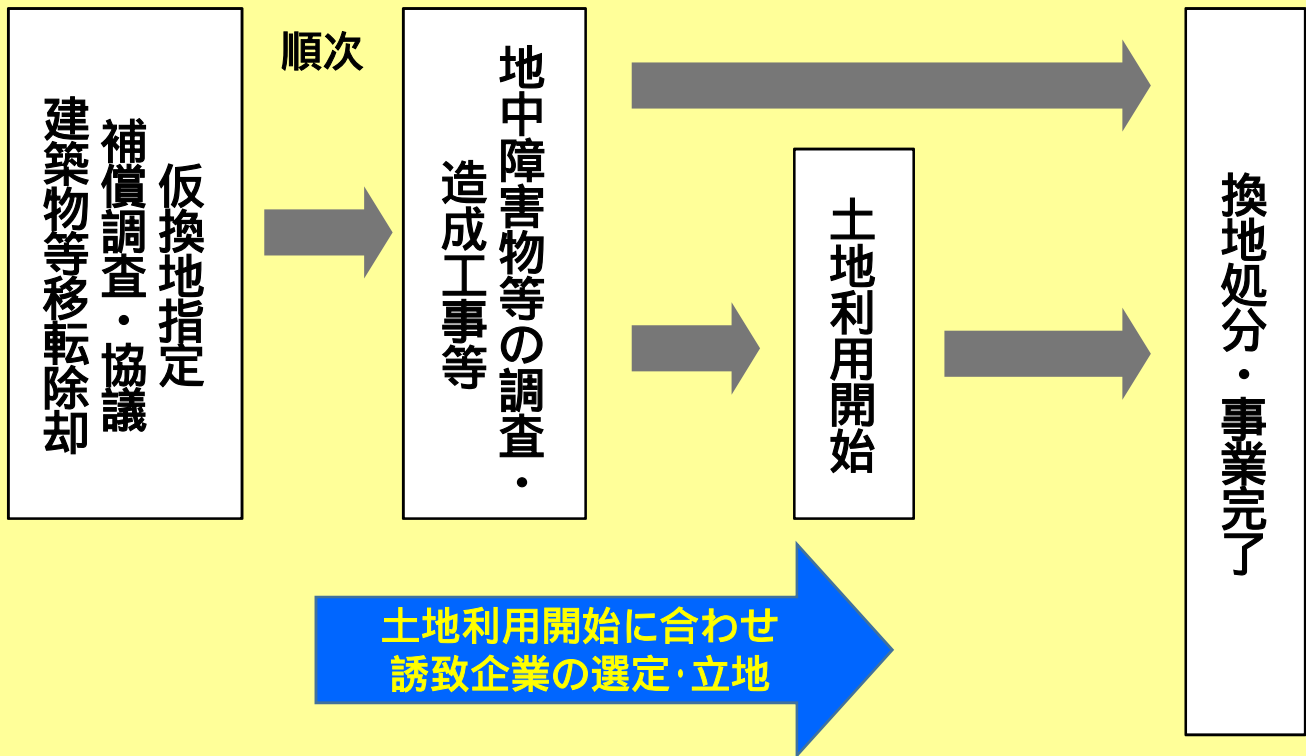 仮換地指定
補償調査・協議
建築物等移転除却
順次
地中障害物等の調査・
造成工事等
土地利用開始
換地処分・事業完了
土地利用開始に合わせ
誘致企業の選定･立地